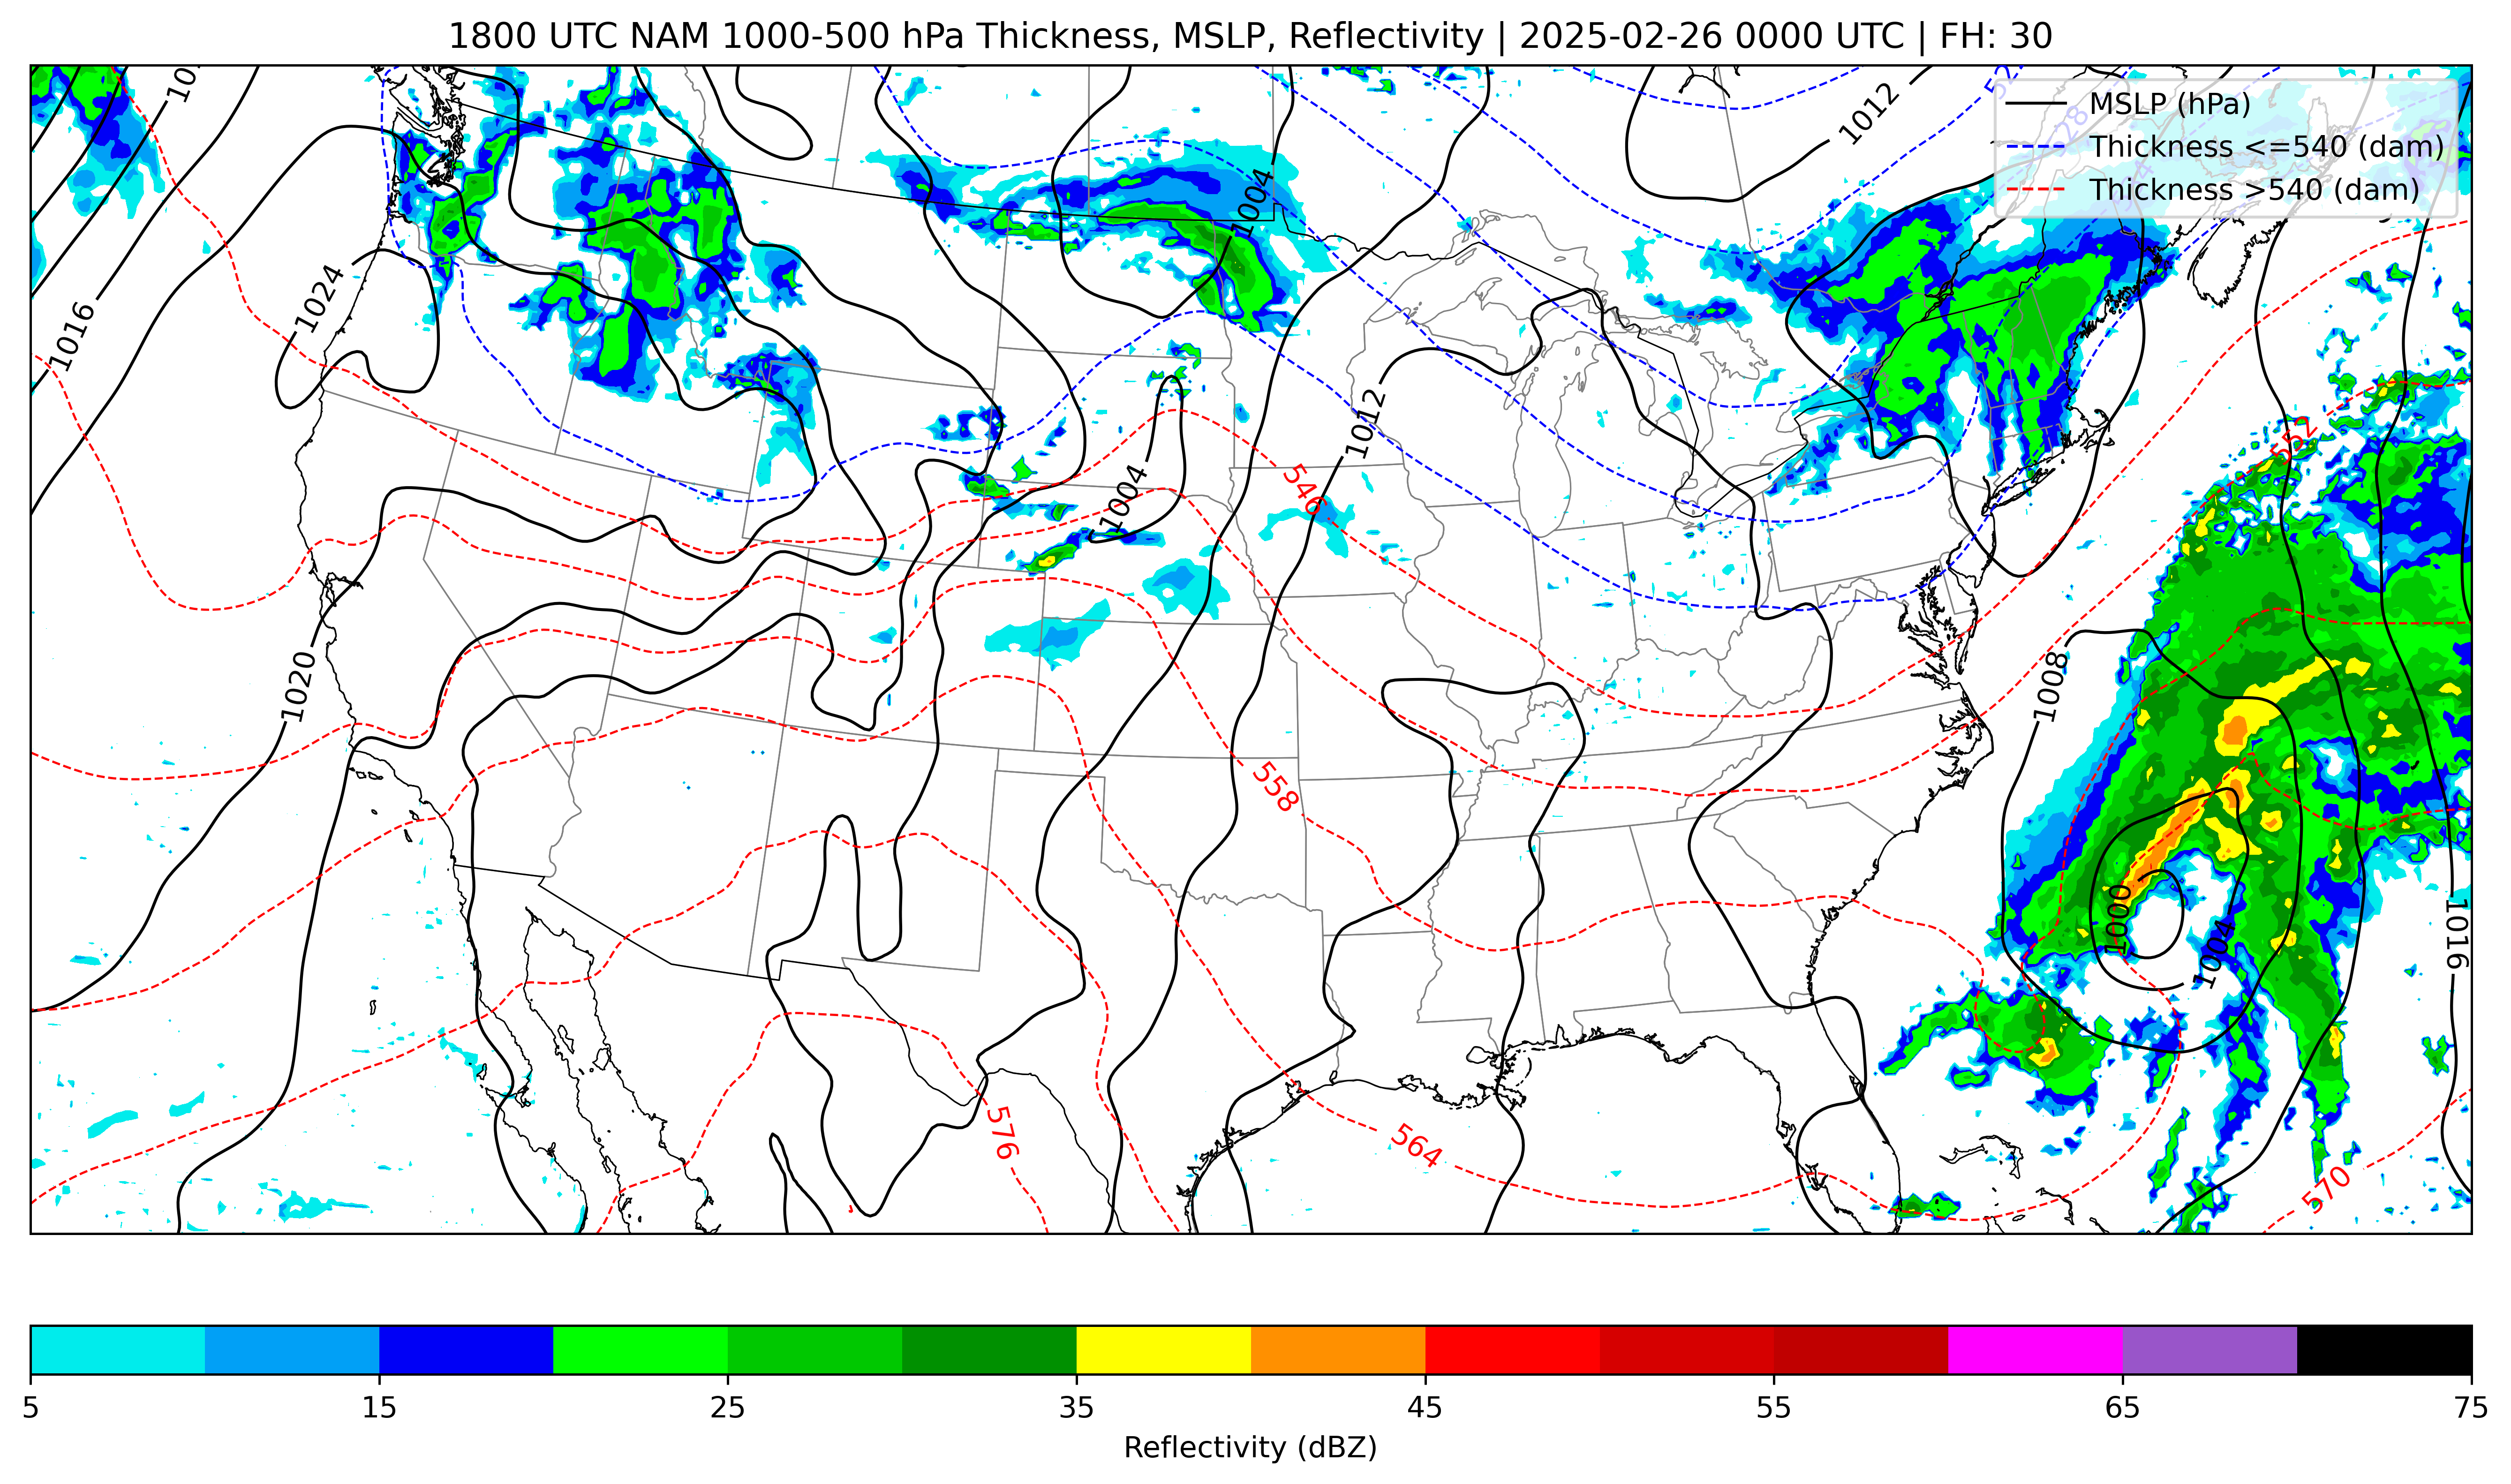 1800 UTC NAM 1000-500 hPa Thickness, MSLP, Reflectivity | 2025-02-26 0000 UTC | FH: 30
MSLP (hPa)
Thickness <=540 (dam)
Thickness >540 (dam)
1012
1004
1024
1016
1012
552
546
1004
1020
1008
558
1000
1004
1016
576
564
570
5 15 25 35 45 55 65 75
Reflectivity (dBZ)